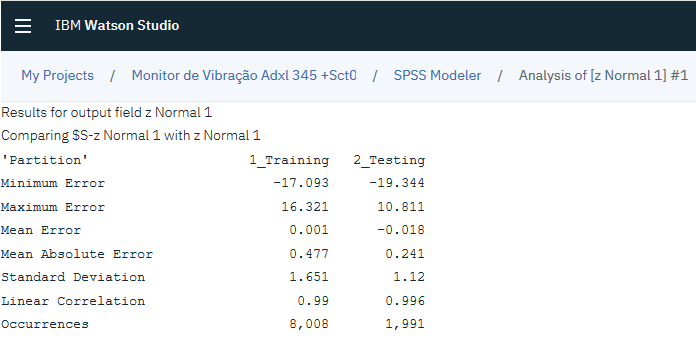 IBM Watson Studio
My Projects / Monitor de Vibração Adxl 345 +Sct0 / SPSS Modeler / Analysis of [z Normal 1] #1
Results for output field z Normal 1
Comparing $S-z Normal 1 with z Normal 1
'Partition' 1_Training 2_Testing
Minimum Error -17.093 -19.344
Maximum Error 16.321 10.811
Mean Error 0.001 -0.018
Mean Absolute Error 0.477 0.241
Standard Deviation 1.651 1.12
Linear Correlation 0.99 0.996
Occurrences 8,008 1,991